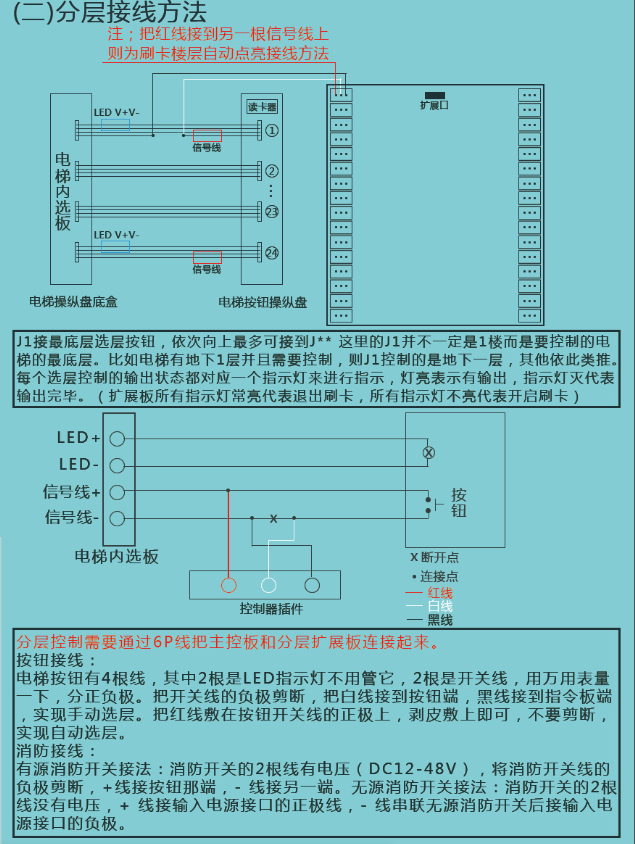 (二)分层接线方法
注；把红线接到另一根信号线上
则为刷卡楼层自动点亮接线方法
LED V+V-
读卡器
扩展口
①
信号线
电梯内选板
②
⋮
㉓
LED V+V-
㉔
信号线
电梯操纵盘底盒
电梯按钮操纵盘
J1接最底层选层按钮，依次向上最多可接到J** 这里的J1并不一定是1楼而是要控制的电
梯的最底层。比如电梯有地下1层并且需要控制，则J1控制的是地下一层，其他依此类推。
每个选层控制的输出状态都对应一个指示灯来进行指示，灯亮表示有输出，指示灯灭代表
输出完毕。（扩展板所有指示灯常亮代表退出刷卡，所有指示灯不亮代表开启刷卡）
LED+
LED-
X
信号线+
按钮
信号线-
X
电梯内选板
X 断开点
• 连接点
红线
白线
黑线
控制器插件
分层控制需要通过6P线把主控板和分层扩展板连接起来。
按钮接线：
电梯按钮有4根线，其中2根是LED指示灯不用管它，2根是开关线，用万用表量
一下，分正负极。把开关线的负极剪断，把白线接到按钮端，黑线接到指令板端
，实现手动选层。把红线敷在按钮开关线的正极上，剥皮敷上即可，不要剪断，
实现自动选层。
消防接线：
有源消防开关接法：消防开关的2根线有电压（DC12-48V），将消防开关线的
负极剪断，+线接按钮那端，- 线接另一端。无源消防开关接法：消防开关的2根
线没有电压，+ 线接输入电源接口的正极线，- 线串联无源消防开关后接输入电
源接口的负极。